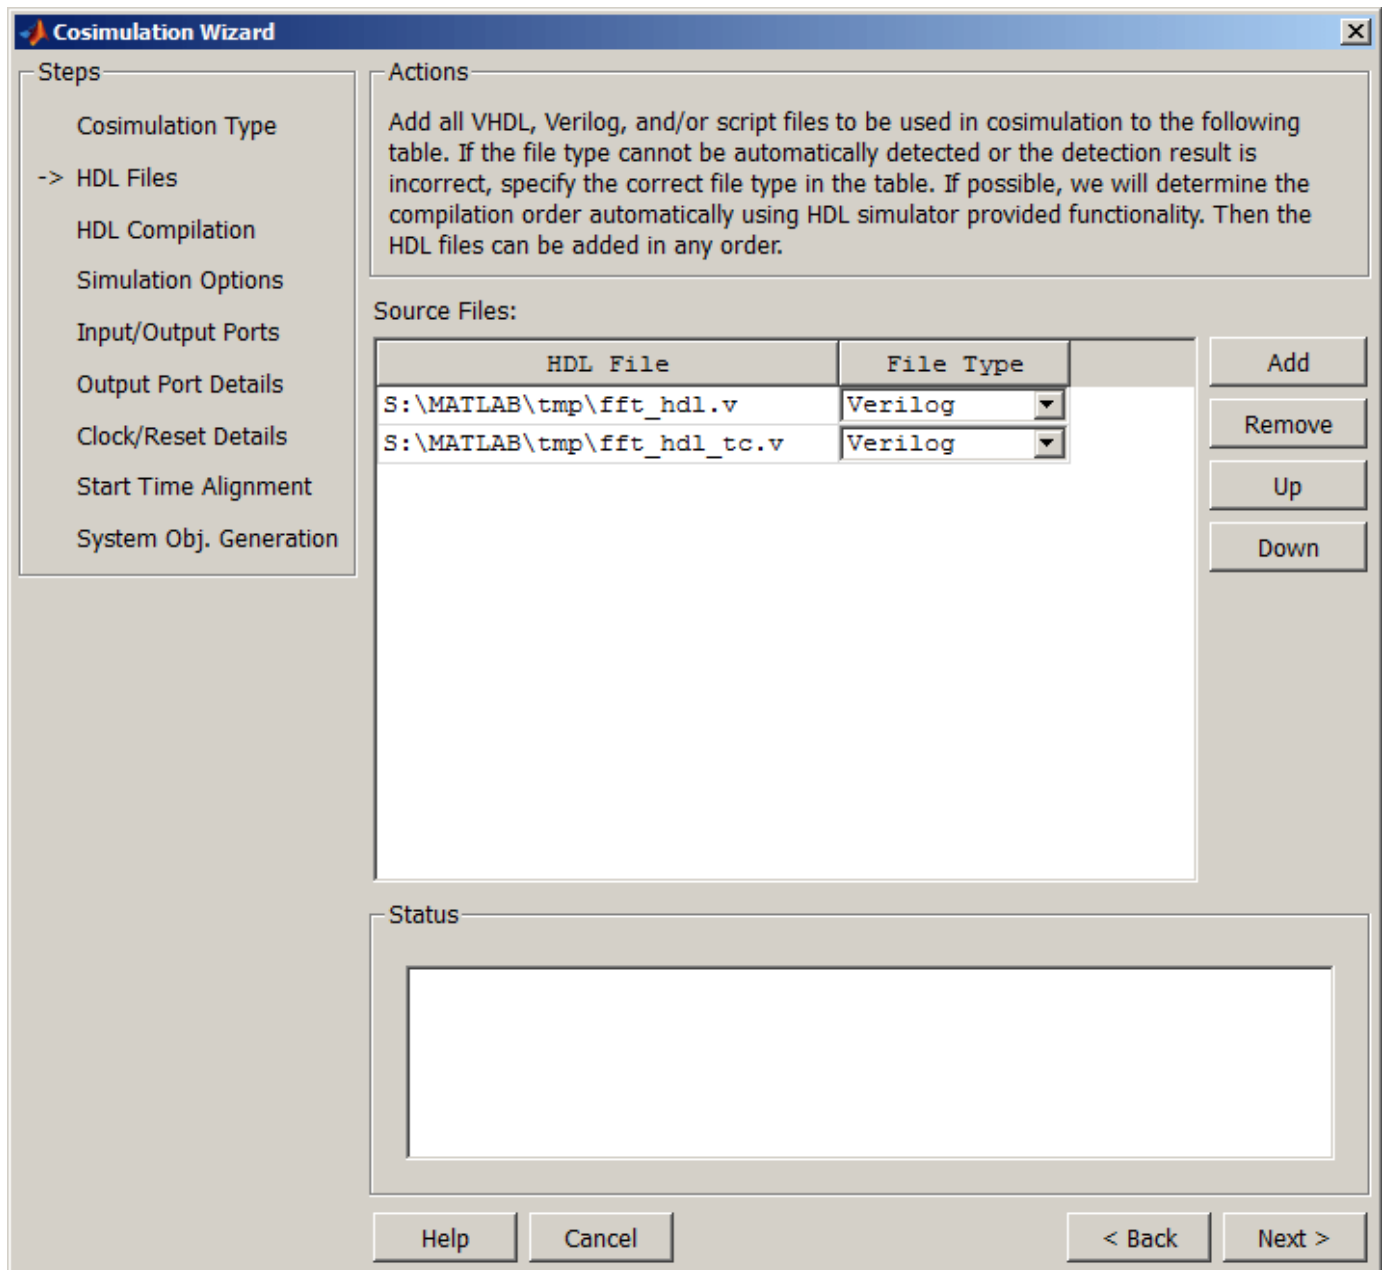 Cosimulation Wizard
Steps
Cosimulation Type
-> HDL Files
HDL Compilation
Simulation Options
Input/Output Ports
Output Port Details
Clock/Reset Details
Start Time Alignment
System Obj. Generation
Actions
Add all VHDL, Verilog, and/or script files to be used in cosimulation to the following
table. If the file type cannot be automatically detected or the detection result is
incorrect, specify the correct file type in the table. If possible, we will determine the
compilation order automatically using HDL simulator provided functionality. Then the
HDL files can be added in any order.
Source Files:
HDL File File Type
S:\MATLAB\tmp\fft_hdl.v Verilog
S:\MATLAB\tmp\fft_hdl_tc.v Verilog
Add
Remove
Up
Down
Status
Help Cancel < Back Next >